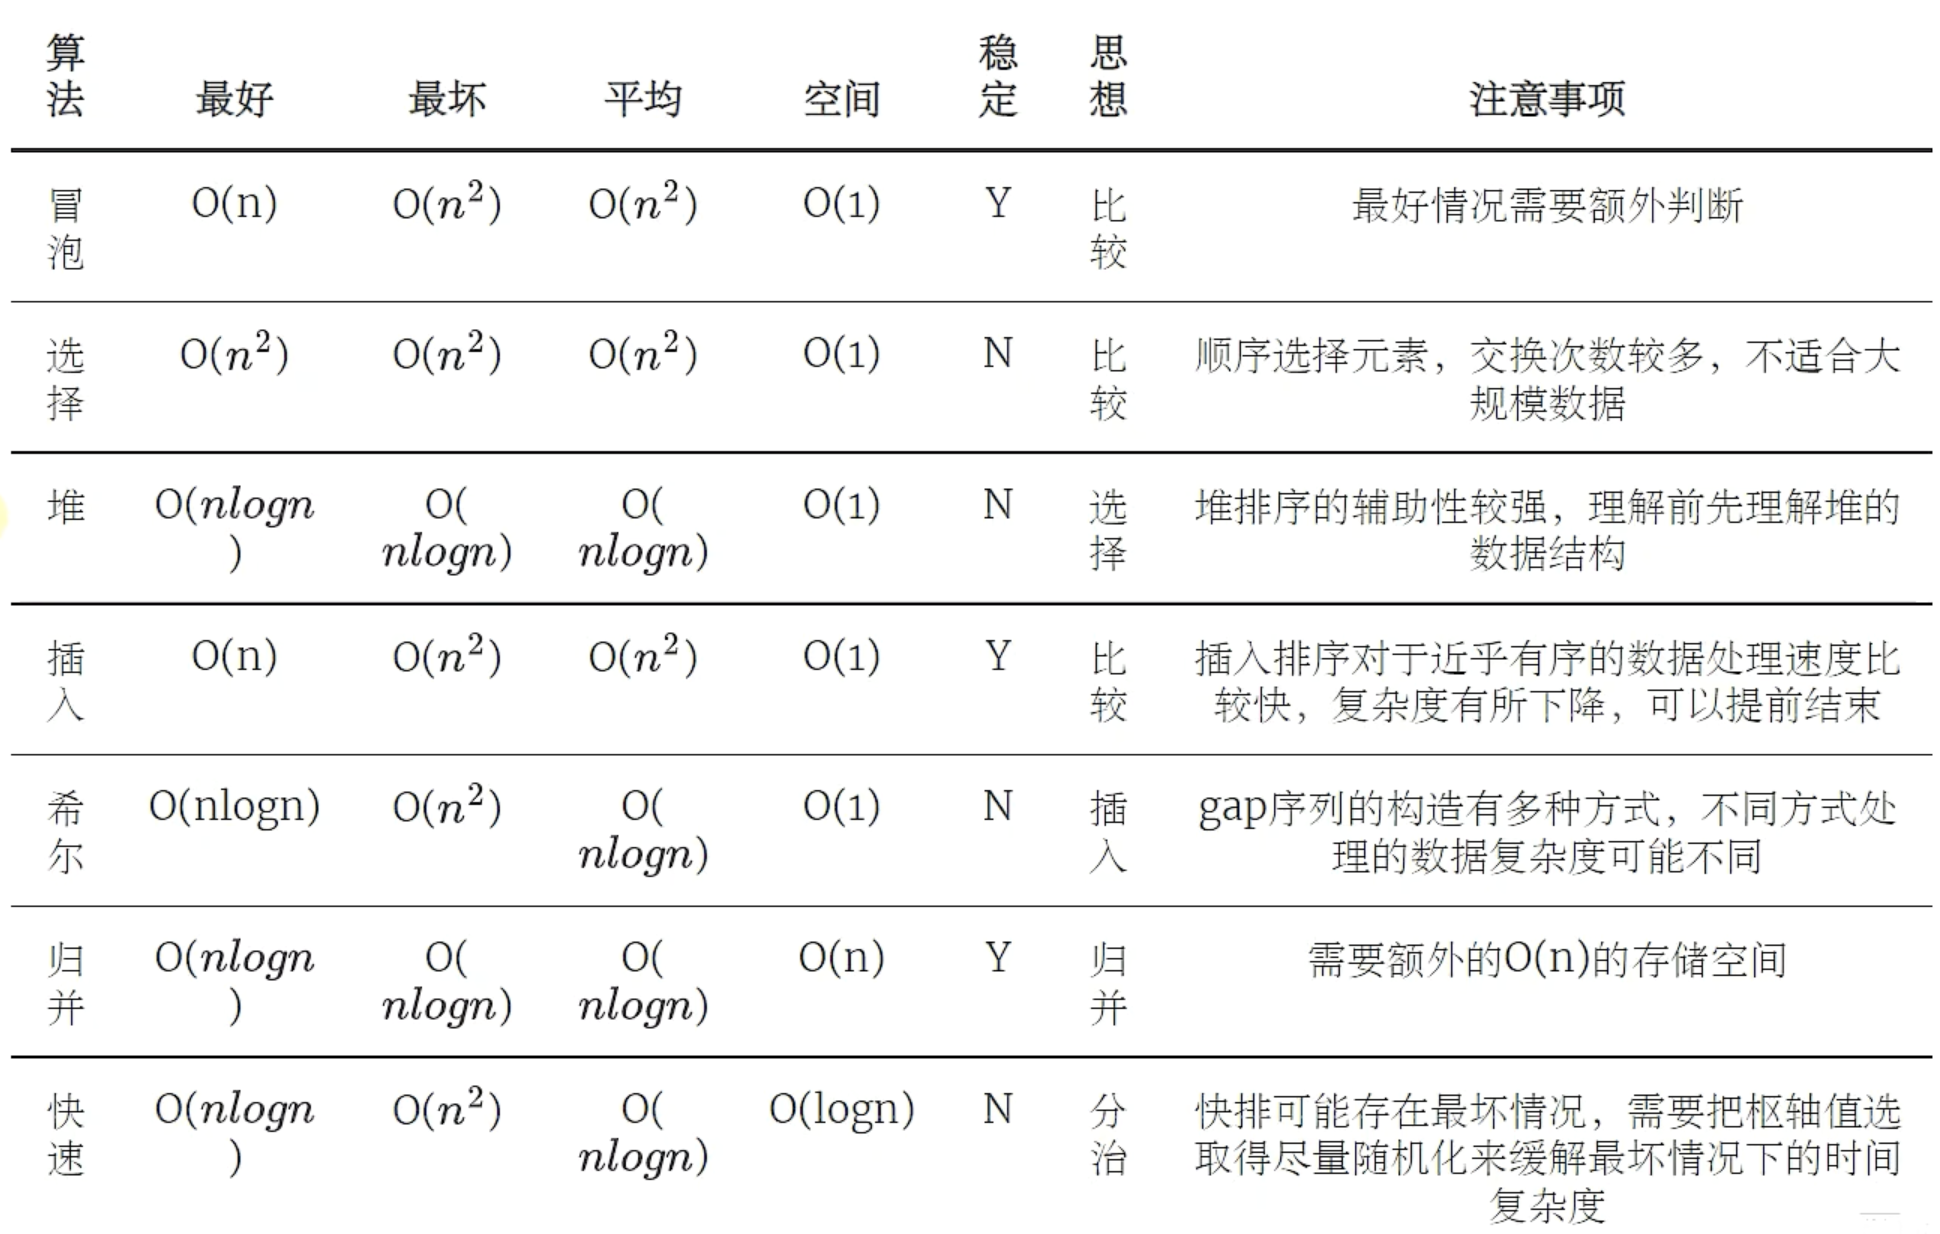 算法 最好 最坏 平均 空间 稳定 思想 注意事项
冒泡 O(n) O(n²) O(n²) O(1) Y 比较 最好情况需要额外判断
选择 O(n²) O(n²) O(n²) O(1) N 比较 顺序选择元素，交换次数较多，不适合大
规模数据
堆 O(nlogn) O(nlogn) O(nlogn) O(1) N 选择 堆排序的辅助性较强，理解前先理解堆的
数据结构
插入 O(n) O(n²) O(n²) O(1) Y 比较 插入排序对于近乎有序的数据处理速度比
较快，复杂度有所下降，可以提前结束
希尔 O(nlogn) O(n²) O(nlogn) O(1) N 插入 gap序列的构造有多种方式，不同方式处
理的数据复杂度可能不同
归并 O(nlogn) O(nlogn) O(nlogn) O(n) Y 归并 需要额外的O(n)的存储空间
快速 O(nlogn) O(n²) O(nlogn) O(logn) N 分治 快排可能存在最坏情况，需要把枢轴值选
取得尽量随机化来缓解最坏情况下的时间
复杂度